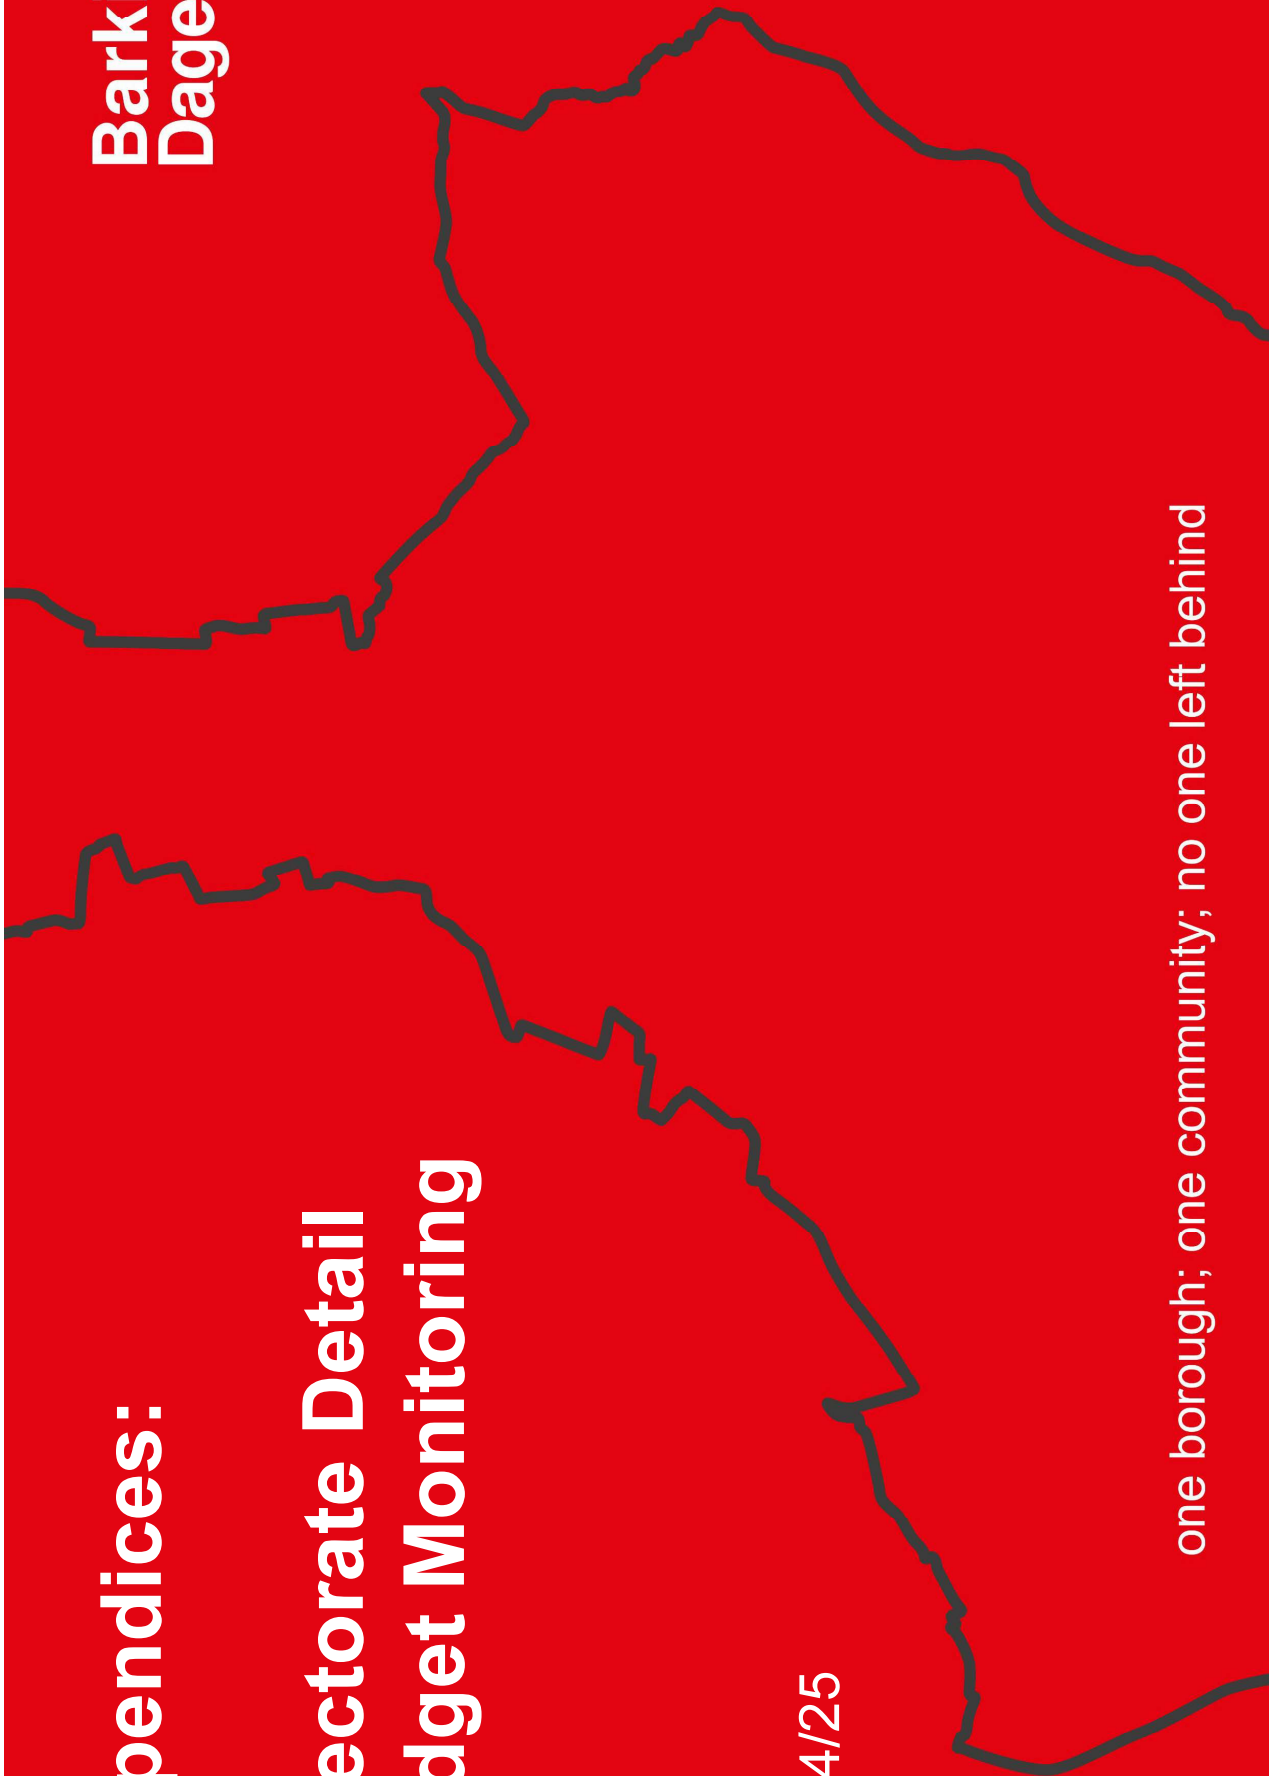 Bark
Dage
pendices:
ectorate Detail
dget Monitoring
4/25
one borough; one community; no one left behind